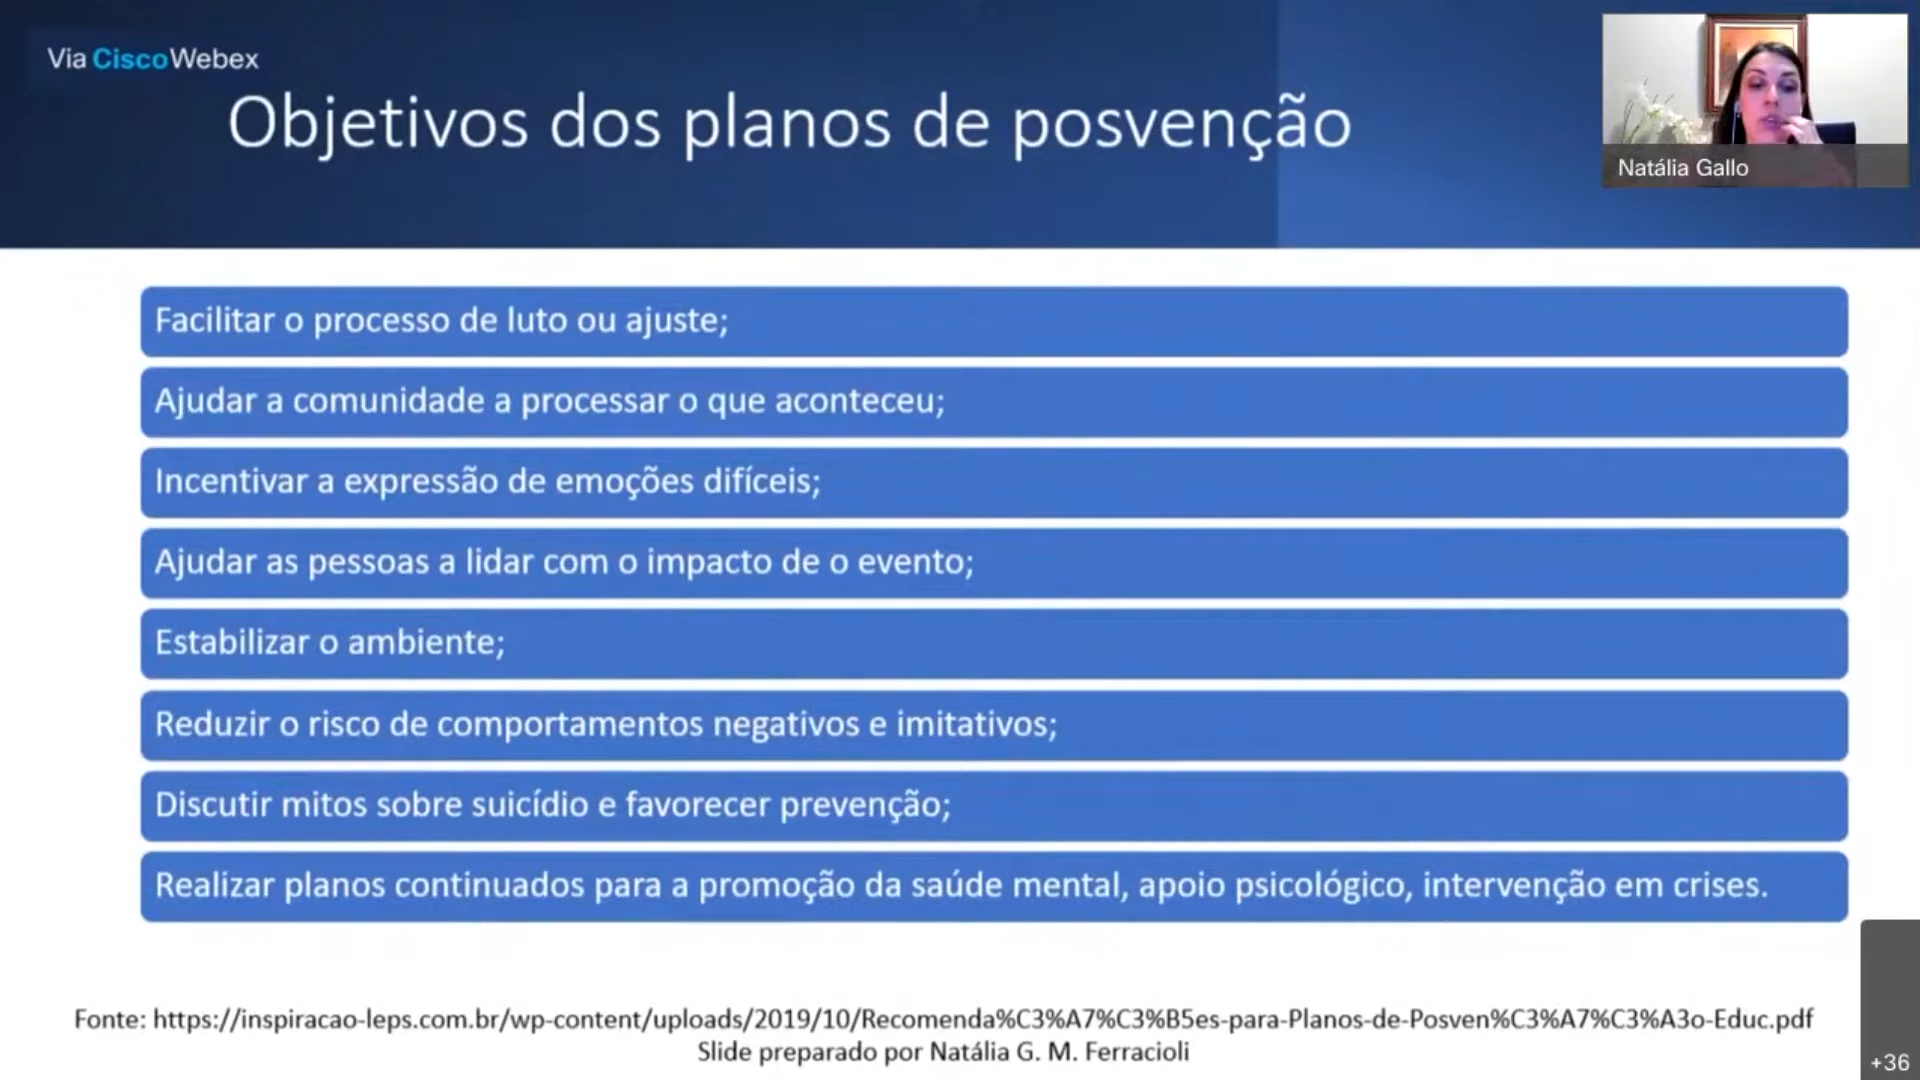 Via CiscoWebex
Objetivos dos planos de posvenção
Natália Gallo
Facilitar o processo de luto ou ajuste;
Ajudar a comunidade a processar o que aconteceu;
Incentivar a expressão de emoções difíceis;
Ajudar as pessoas a lidar com o impacto de o evento;
Estabilizar o ambiente;
Reduzir o risco de comportamentos negativos e imitativos;
Discutir mitos sobre suicídio e favorecer prevenção;
Realizar planos continuados para a promoção da saúde mental, apoio psicológico, intervenção em crises.
Fonte: https://inspiracao-leps.com.br/wp-content/uploads/2019/10/Recomenda%C3%A7%C3%B5es-para-Planos-de-Posven%C3%A7%C3%A3o-Educ.pdf
Slide preparado por Natália G. M. Ferracioli
+36